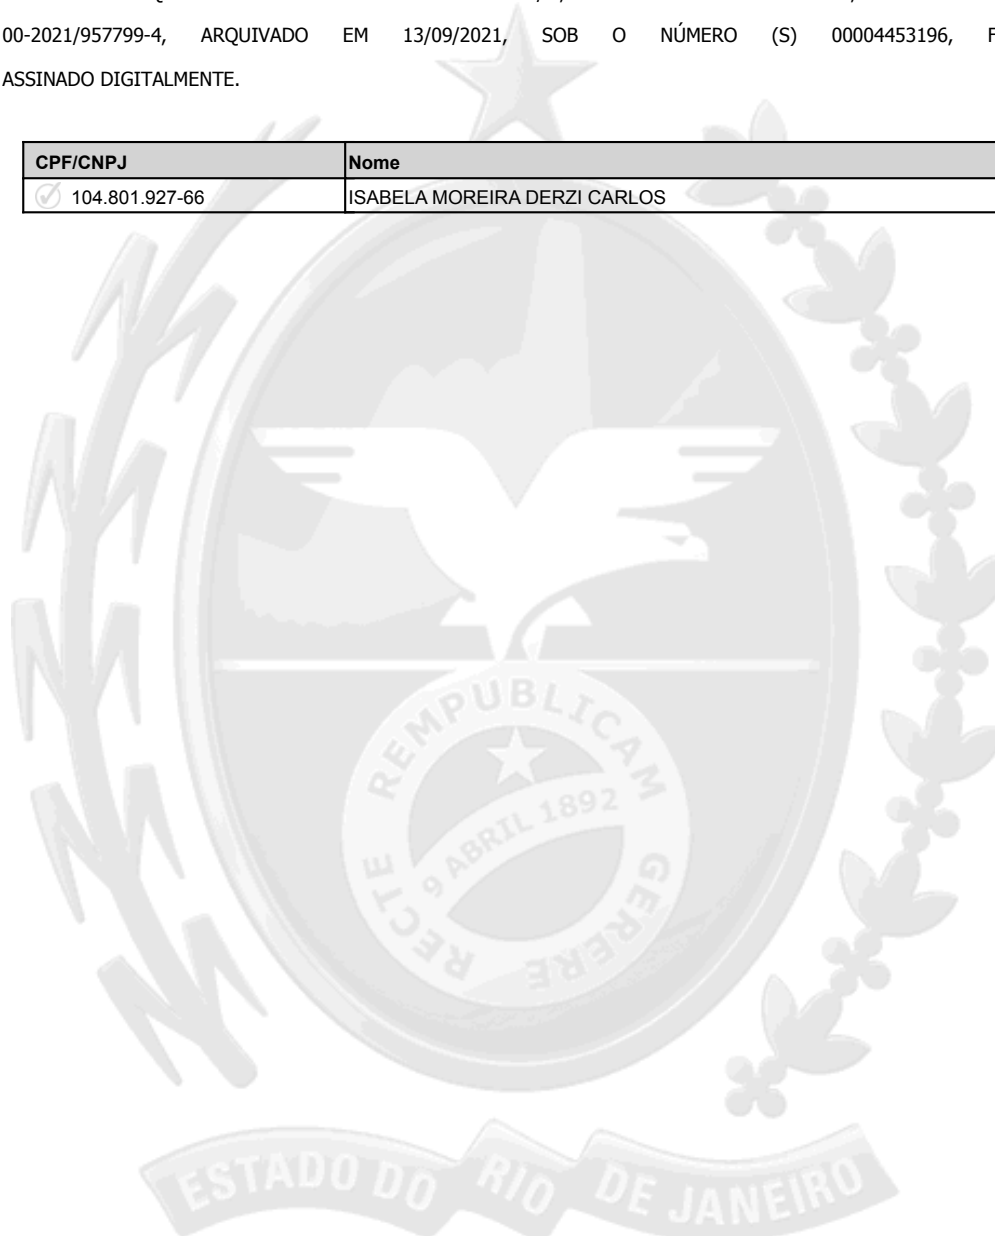 00-2021/957799-4, ARQUIVADO EM 13/09/2021, SOB O NÚMERO (S) 00004453196, F
ASSINADO DIGITALMENTE.
CPF/CNPJ Nome
104.801.927-66 ISABELA MOREIRA DERZI CARLOS
RECTE REMPUBLICAM GERERE
9 ABRIL 1892
ESTADO DO RIO DE JANEIRO